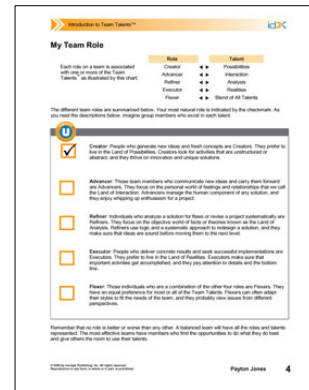 Introduction to Team Talents™
idX
My Team Role
Role Talent
Each role on a team is associated
with one or more of the Team
Talents™ as illustrated by this chart:
Creator ◄ ► Possibilities
Advancer ◄ ► Interaction
Refiner ◄ ► Analysis
Executor ◄ ► Realities
Flexer ◄ ► Blend of All Talents
The different team roles are summarized below. Your most natural role is indicated by the checkmark. As
you read the descriptions below, imagine group members who excel in each talent.
U
Creator: People who generate new ideas and fresh concepts are Creators. They prefer to
live in the Land of Possibilities. Creators look for activities that are unstructured or
abstract, and they thrive on innovation and unique solutions.
Advancer: Those team members who communicate new ideas and carry them forward
are Advancers. They focus on the personal world of feelings and relationships that we call
the Land of Interaction. Advancers manage the human component of any solution, and
they enjoy whipping up enthusiasm for a project.
Refiner: Individuals who analyze a solution for flaws or revise a project systematically are
Refiners. They focus on the objective world of facts or theories known as the Land of
Analysis. Refiners use logic and a systematic approach to redesign a solution, and they
make sure that ideas are sound before moving them to the next level.
Executor: People who deliver concrete results and seek successful implementations are
Executors. They prefer to live in the Land of Realities. Executors make sure that
important activities get accomplished, and they pay attention to details and the bottom
line.
Flexer: Those individuals who are a combination of the other four roles are Flexers. They
have an equal preference for most or all of the Team Talents. Flexers can often adapt
their styles to fit the needs of the team, and they probably view issues from different
perspectives.
Remember that no role is better or worse than any other. A balanced team will have all the roles and talents
represented. The most effective teams have members who find the opportunities to do what they do best
and give others the room to use their talents.
Payton Jones 4